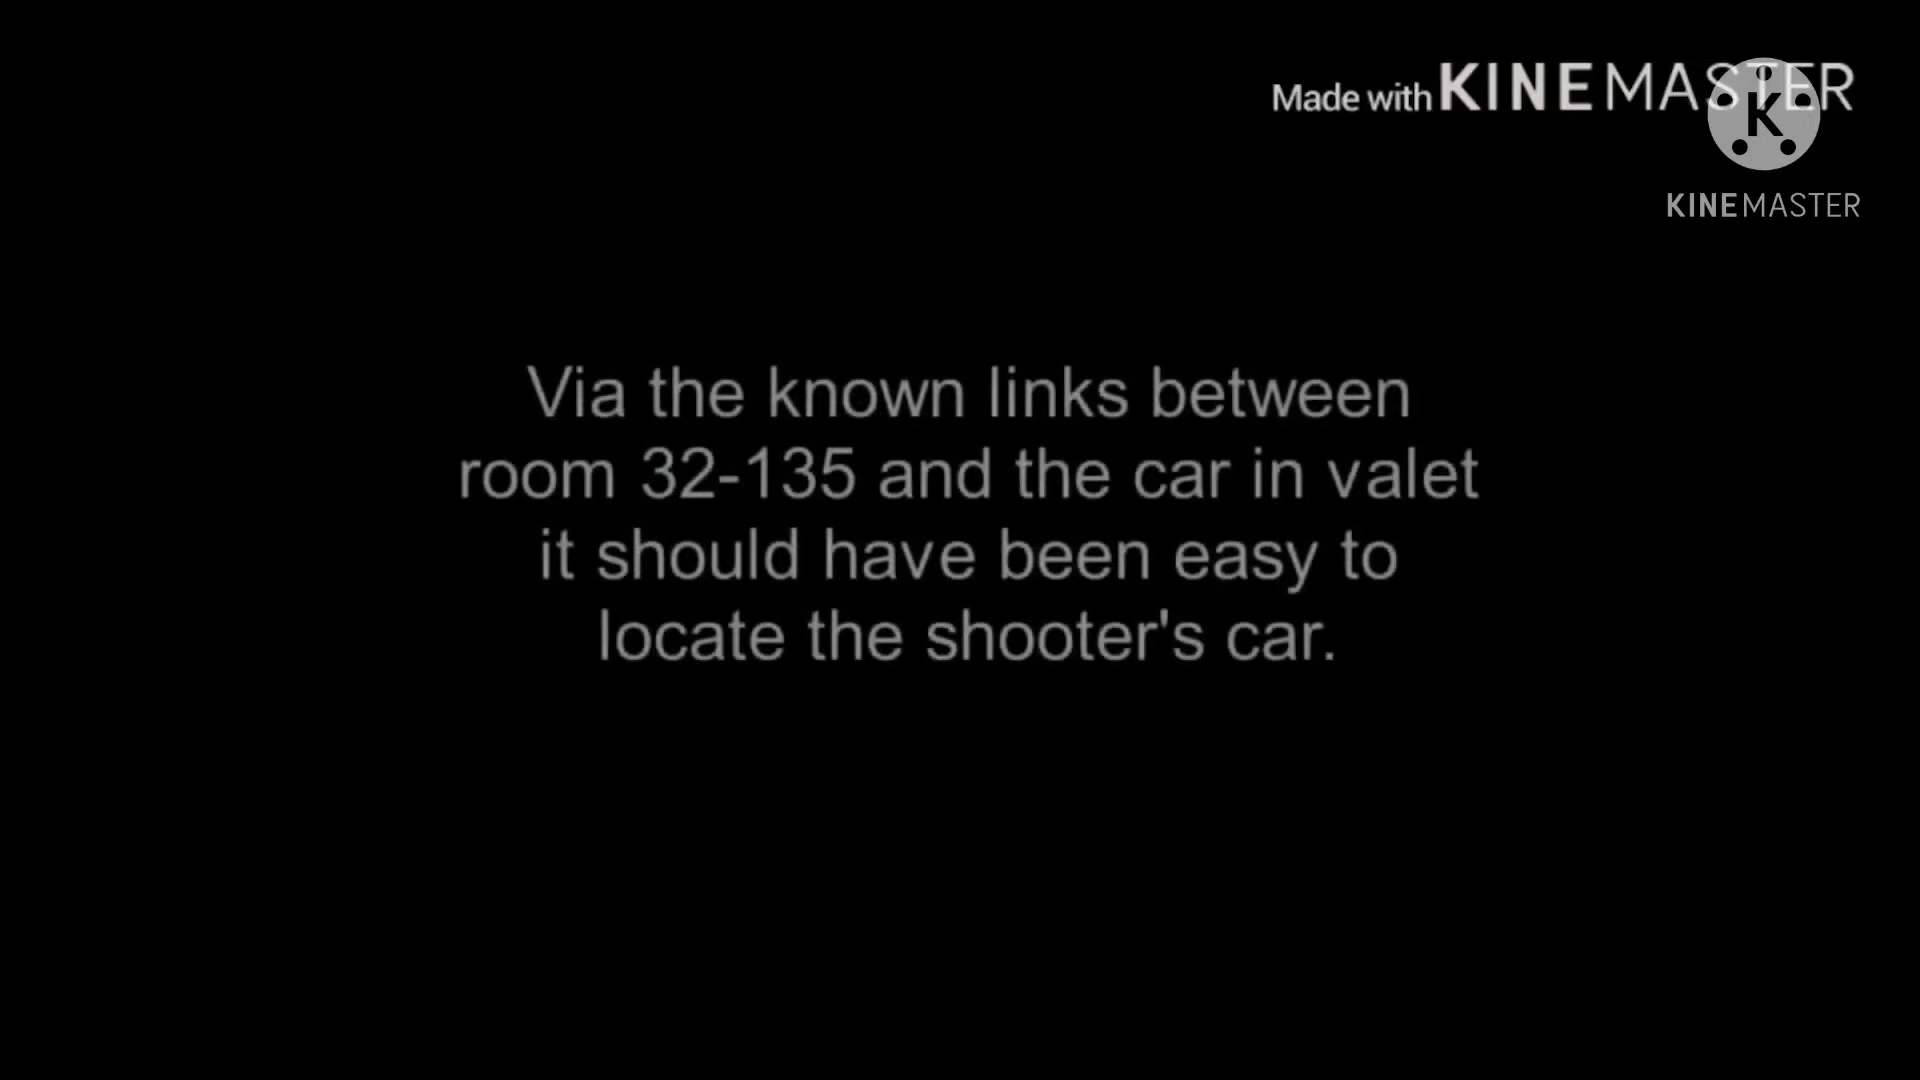 Made with KINEMASTER
K
KINEMASTER
Via the known links between
room 32-135 and the car in valet
it should have been easy to
locate the shooter's car.